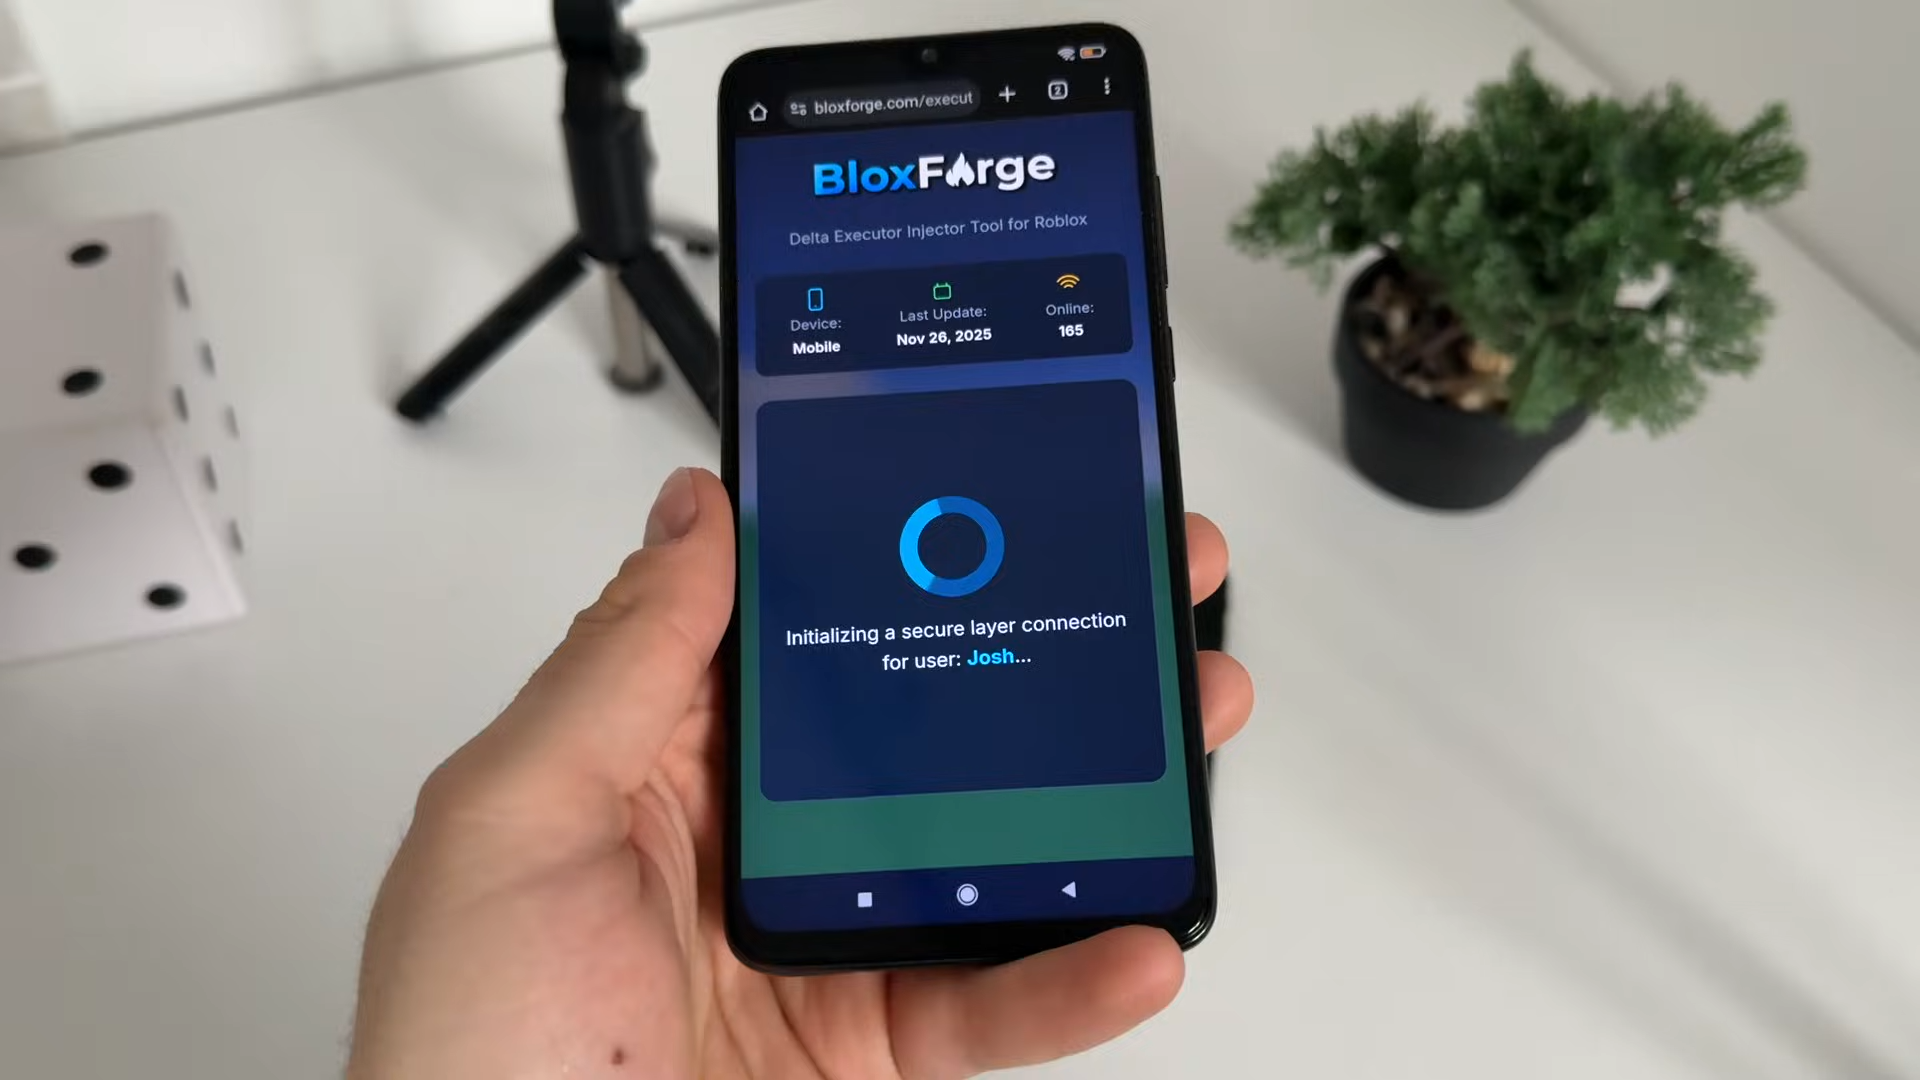 bloxforge.com/execut
2
BloxForge
Delta Executor Injector Tool for Roblox
Device:
Mobile
Last Update:
Nov 26, 2025
Online:
165
Initializing a secure layer connection
for user: Josh...